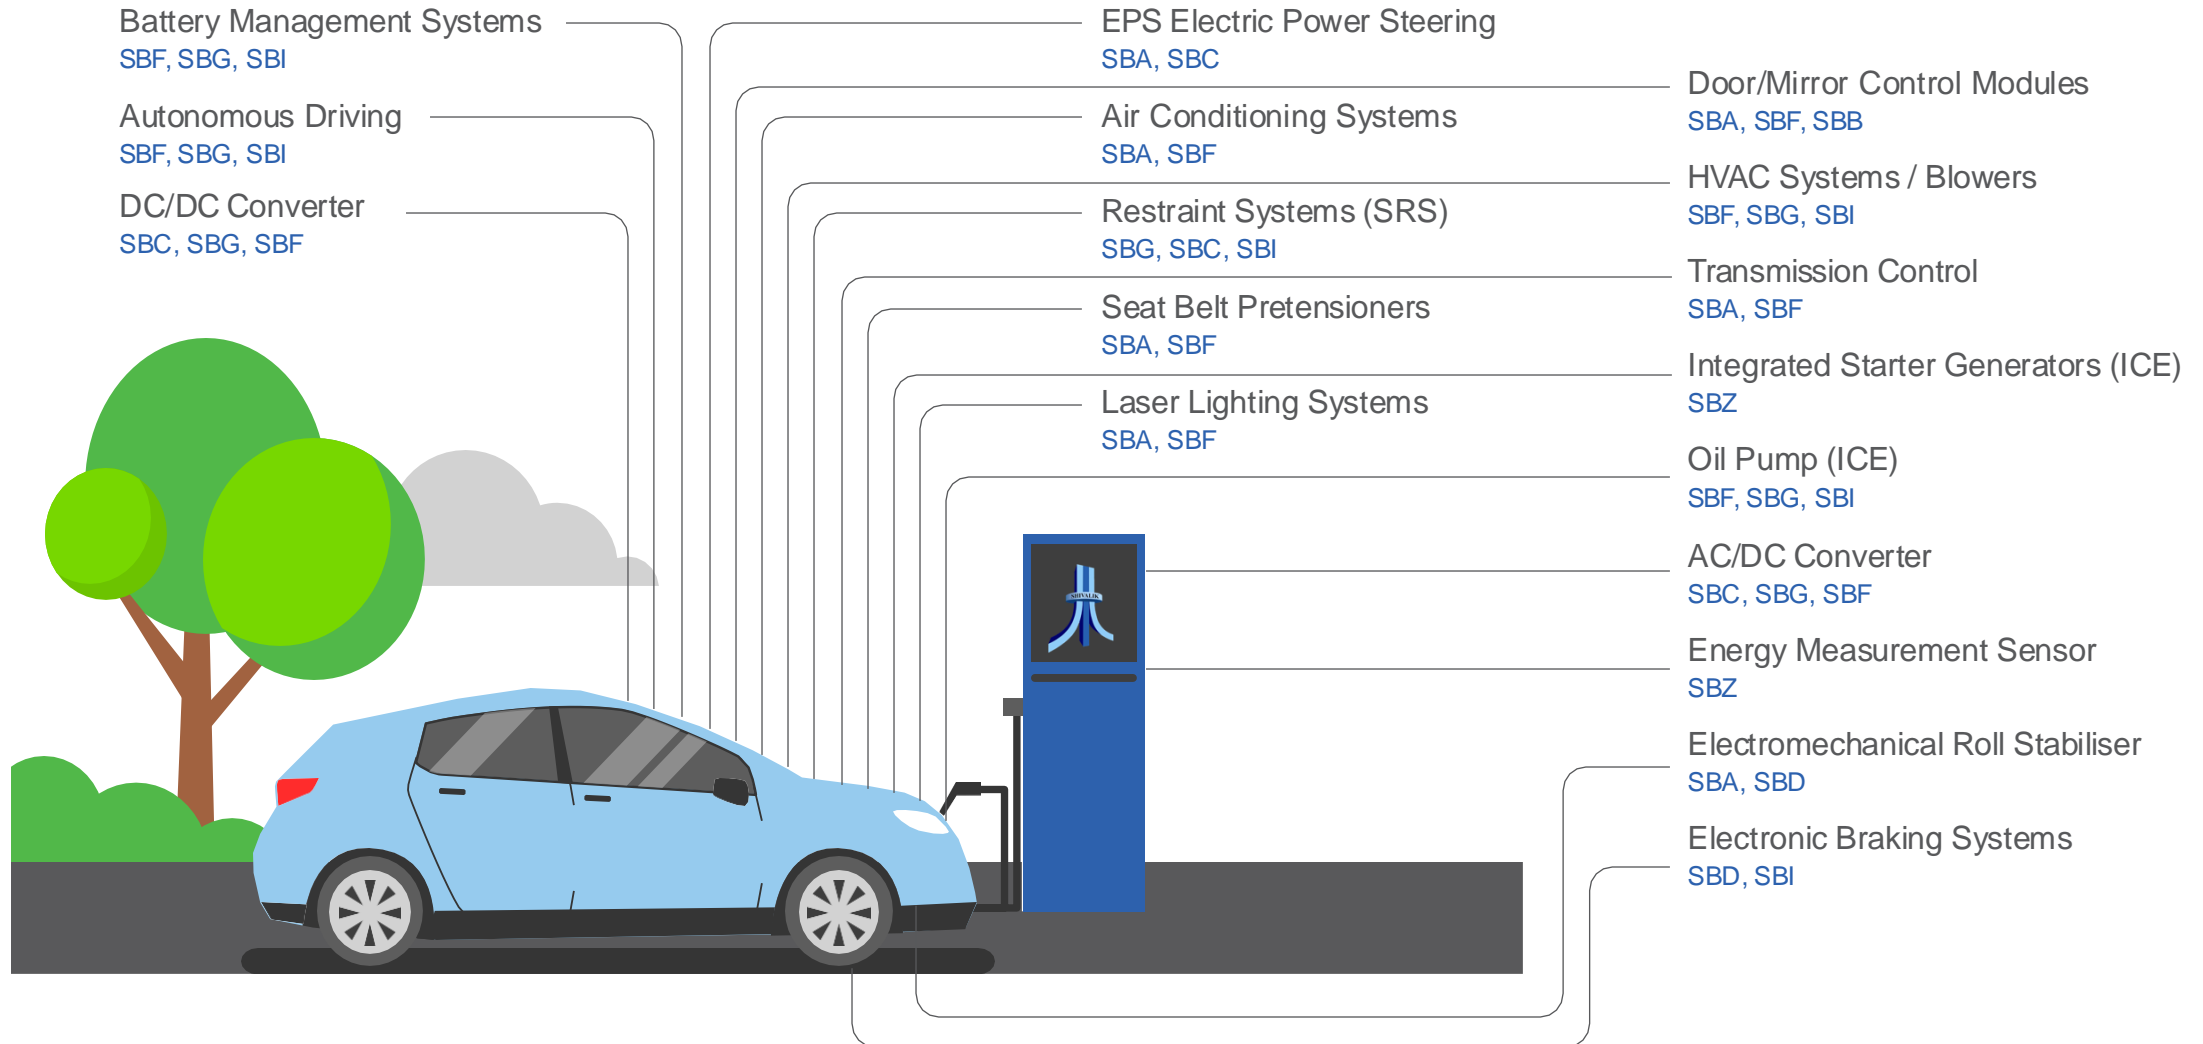 Battery Management Systems
SBF, SBG, SBI
Autonomous Driving
SBF, SBG, SBI
DC/DC Converter
SBC, SBG, SBF
EPS Electric Power Steering
SBA, SBC
Air Conditioning Systems
SBA, SBF
Restraint Systems (SRS)
SBG, SBC, SBI
Seat Belt Pretensioners
SBA, SBF
Laser Lighting Systems
SBA, SBF
Door/Mirror Control Modules
SBA, SBF, SBB
HVAC Systems / Blowers
SBF, SBG, SBI
Transmission Control
SBA, SBF
Integrated Starter Generators (ICE)
SBZ
Oil Pump (ICE)
SBF, SBG, SBI
AC/DC Converter
SBC, SBG, SBF
Energy Measurement Sensor
SBZ
Electromechanical Roll Stabiliser
SBA, SBD
Electronic Braking Systems
SBD, SBI
SHIVALIK